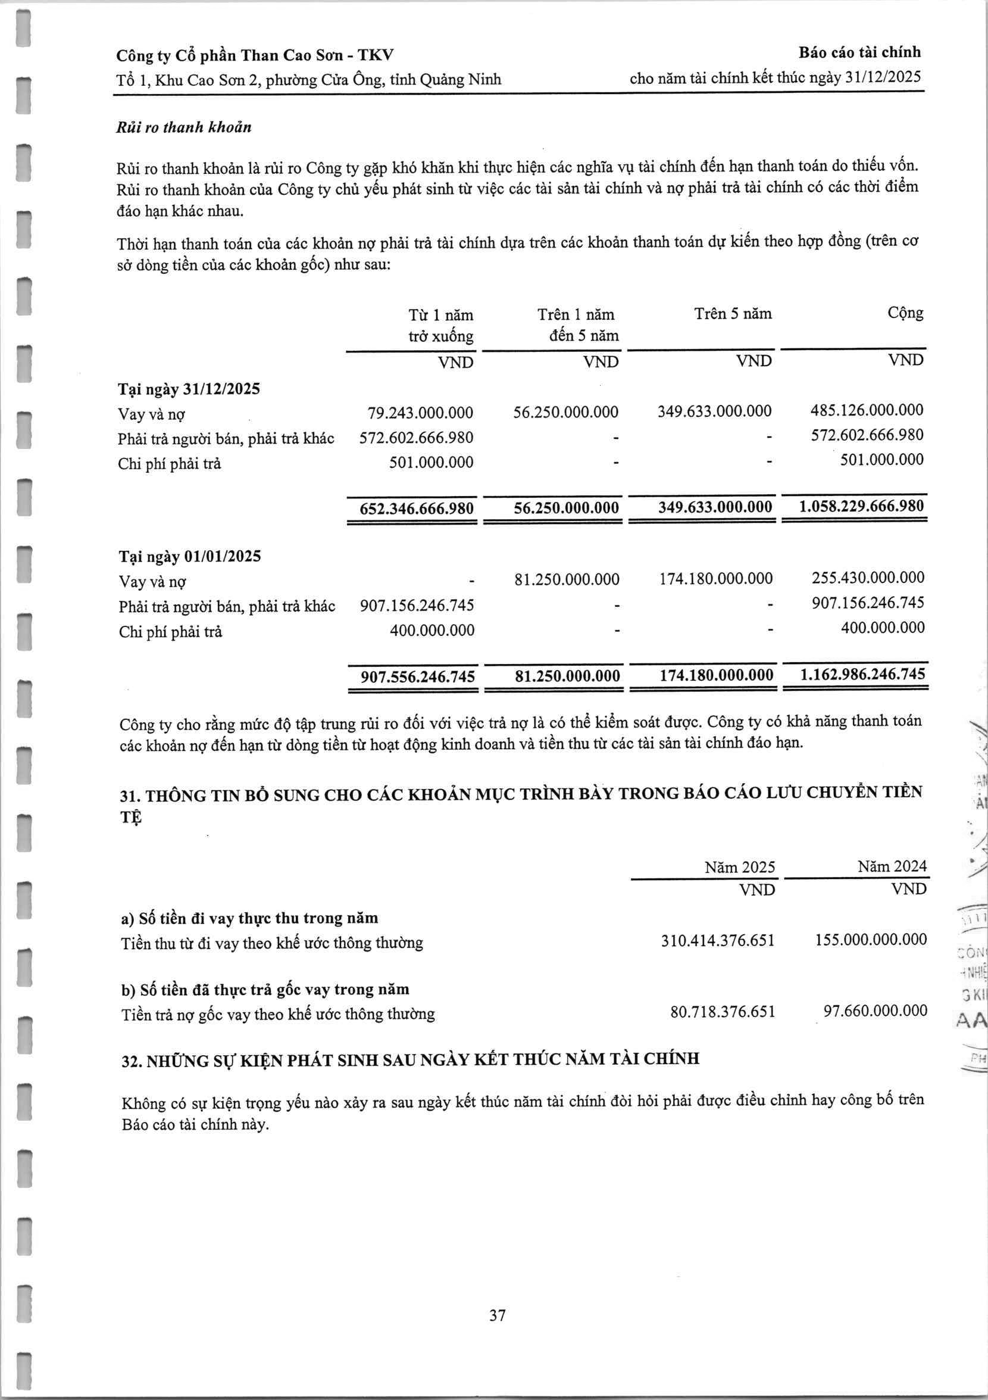 Công ty Cổ phần Than Cao Sơn - TKV
Báo cáo tài chính
Tổ 1, Khu Cao Sơn 2, phường Cửa Ông, tỉnh Quảng Ninh
cho năm tài chính kết thúc ngày 31/12/2025
Rủi ro thanh khoản
Rủi ro thanh khoản là rủi ro Công ty gặp khó khăn khi thực hiện các nghĩa vụ tài chính đến hạn thanh toán do thiếu vốn.
Rủi ro thanh khoản của Công ty chủ yếu phát sinh từ việc các tài sản tài chính và nợ phải trả tài chính có các thời điểm
đáo hạn khác nhau.
Thời hạn thanh toán của các khoản nợ phải trả tài chính dựa trên các khoản thanh toán dự kiến theo hợp đồng (trên cơ
sở dòng tiền của các khoản gốc) như sau:
Từ 1 năm Trên 1 năm Trên 5 năm Cộng
trở xuống đến 5 năm
VND VND VND VND
Tại ngày 31/12/2025
Vay và nợ 79.243.000.000 56.250.000.000 349.633.000.000 485.126.000.000
Phải trả người bán, phải trả khác 572.602.666.980 - - 572.602.666.980
Chi phí phải trả 501.000.000 - - 501.000.000
652.346.666.980 56.250.000.000 349.633.000.000 1.058.229.666.980
Tại ngày 01/01/2025
Vay và nợ - 81.250.000.000 174.180.000.000 255.430.000.000
Phải trả người bán, phải trả khác 907.156.246.745 - - 907.156.246.745
Chi phí phải trả 400.000.000 - - 400.000.000
907.556.246.745 81.250.000.000 174.180.000.000 1.162.986.246.745
Công ty cho rằng mức độ tập trung rủi ro đối với việc trả nợ là có thể kiểm soát được. Công ty có khả năng thanh toán
các khoản nợ đến hạn từ dòng tiền từ hoạt động kinh doanh và tiền thu từ các tài sản tài chính đáo hạn.
31. THÔNG TIN BỔ SUNG CHO CÁC KHOẢN MỤC TRÌNH BÀY TRONG BÁO CÁO LƯU CHUYỂN TIỀN
TỆ
Năm 2025 Năm 2024
VND VND
a) Số tiền đi vay thực thu trong năm
Tiền thu từ đi vay theo khế ước thông thường 310.414.376.651 155.000.000.000
b) Số tiền đã thực trả gốc vay trong năm
Tiền trả nợ gốc vay theo khế ước thông thường 80.718.376.651 97.660.000.000
32. NHỮNG SỰ KIỆN PHÁT SINH SAU NGÀY KẾT THÚC NĂM TÀI CHÍNH
Không có sự kiện trọng yếu nào xảy ra sau ngày kết thúc năm tài chính đòi hỏi phải được điều chỉnh hay công bố trên
Báo cáo tài chính này.
37